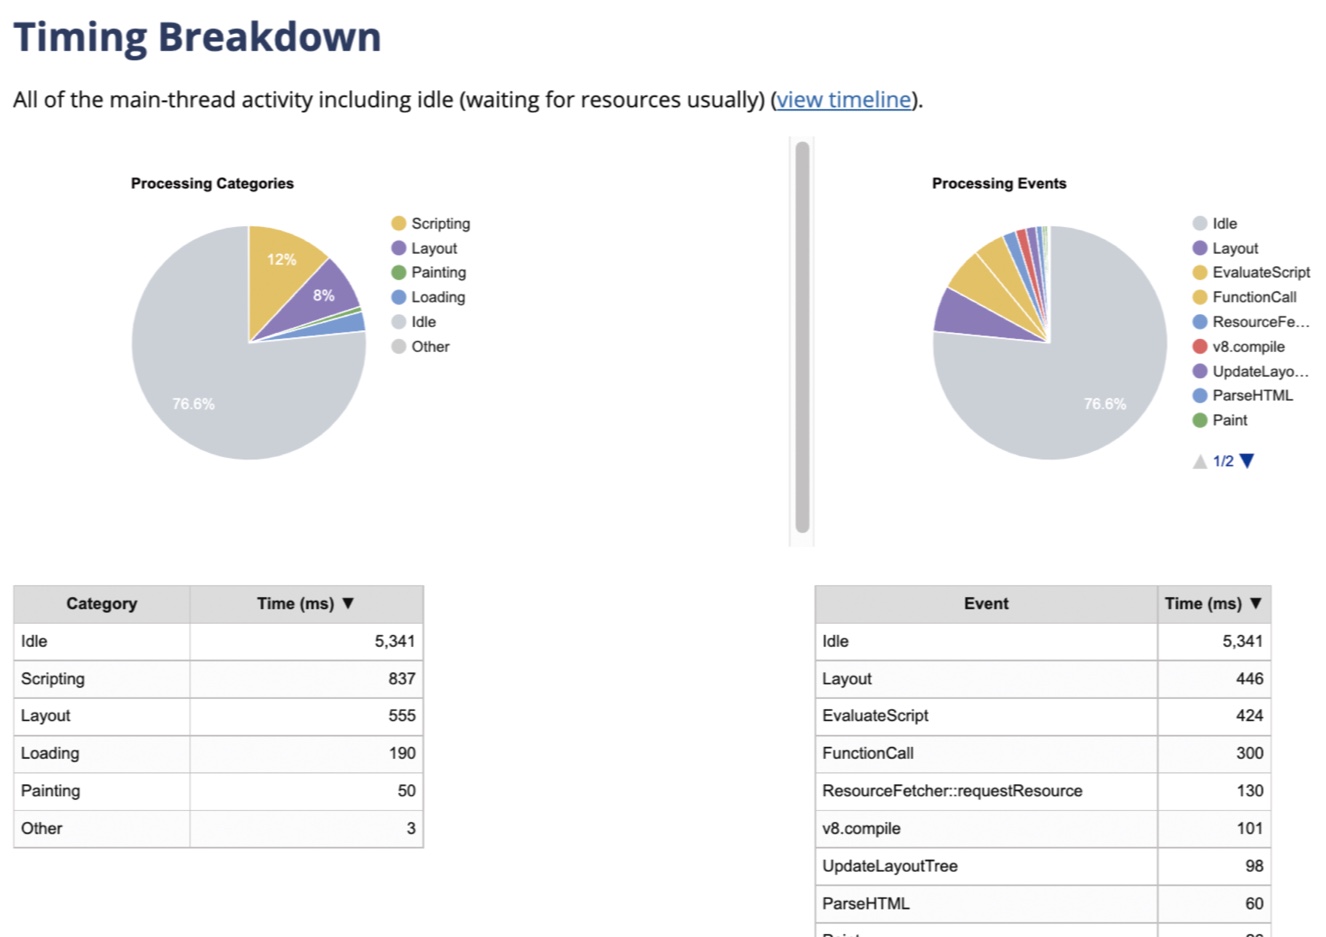 Timing Breakdown
All of the main-thread activity including idle (waiting for resources usually) (view timeline).
Processing Categories
12%
8%
76.6%
Scripting
Layout
Painting
Loading
Idle
Other
Processing Events
76.6%
Idle
Layout
EvaluateScript
FunctionCall
ResourceFe...
v8.compile
UpdateLayo...
ParseHTML
Paint
▲ 1/2 ▼
Category Time (ms) ▼
Idle 5,341
Scripting 837
Layout 555
Loading 190
Painting 50
Other 3
Event Time (ms) ▼
Idle 5,341
Layout 446
EvaluateScript 424
FunctionCall 300
ResourceFetcher::requestResource 130
v8.compile 101
UpdateLayoutTree 98
ParseHTML 60